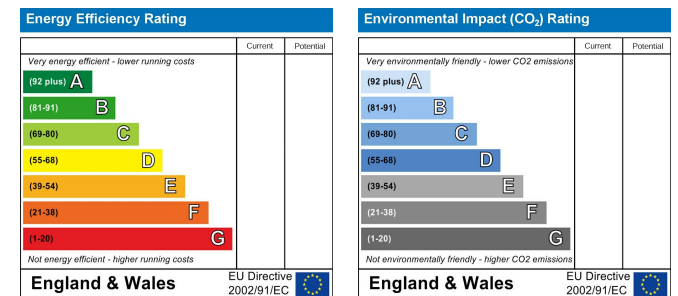 Energy Efficiency Rating
Current Potential
Very energy efficient - lower running costs
(92 plus) A
(81-91) B
(69-80) C
(55-68) D
(39-54) E
(21-38) F
(1-20) G
Not energy efficient - higher running costs
England & Wales
EU Directive
2002/91/EC
Environmental Impact (CO₂) Rating
Current Potential
Very environmentally friendly - lower CO2 emissions
(92 plus) A
(81-91) B
(69-80) C
(55-68) D
(39-54) E
(21-38) F
(1-20) G
Not environmentally friendly - higher CO2 emissions
England & Wales
EU Directive
2002/91/EC